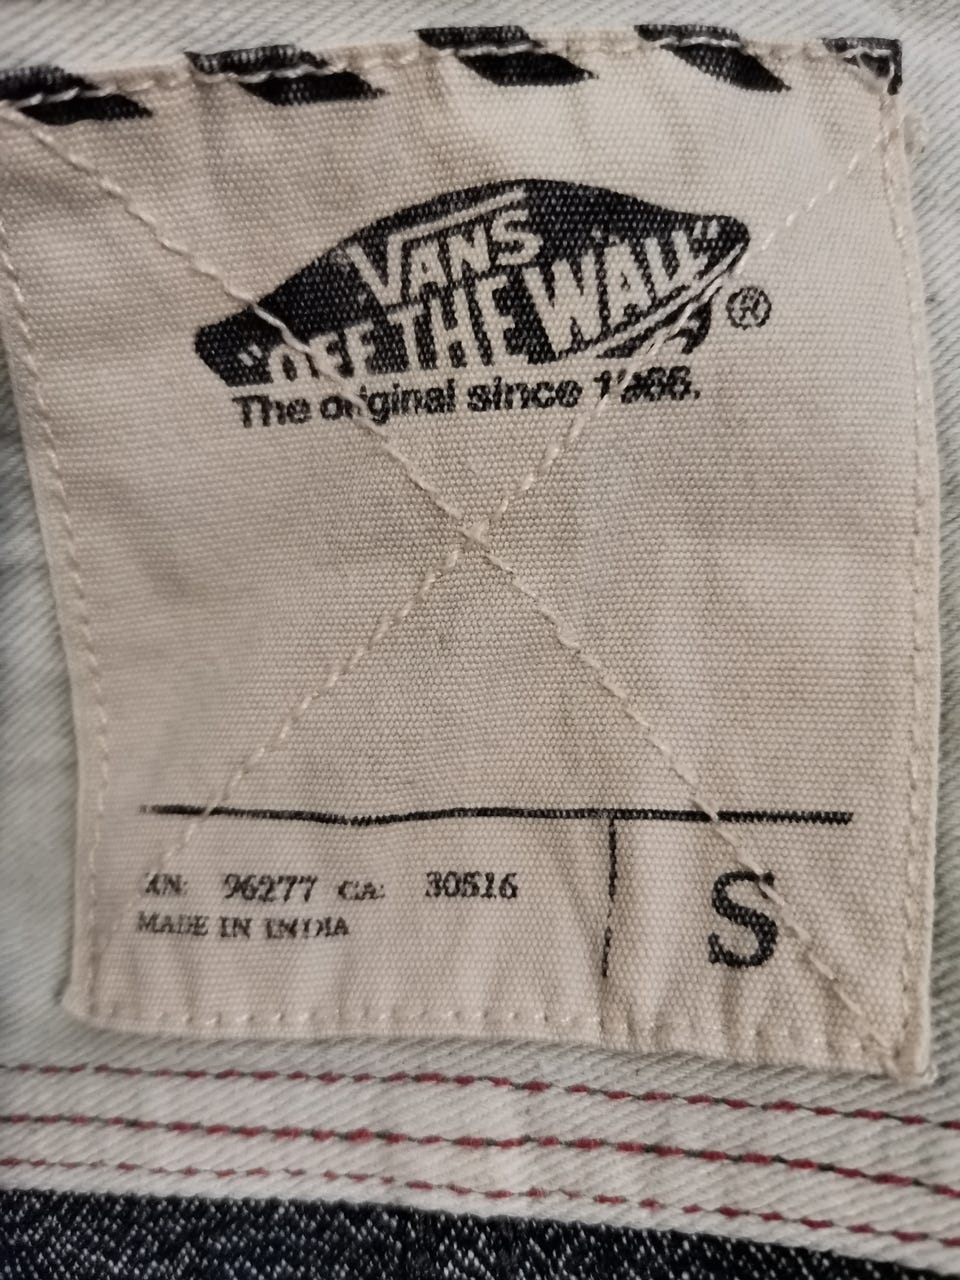 VANS
"OFF THE WALL" ®
The original since 1966.
RN: 96277 CA: 30516
MADE IN INDIA
S